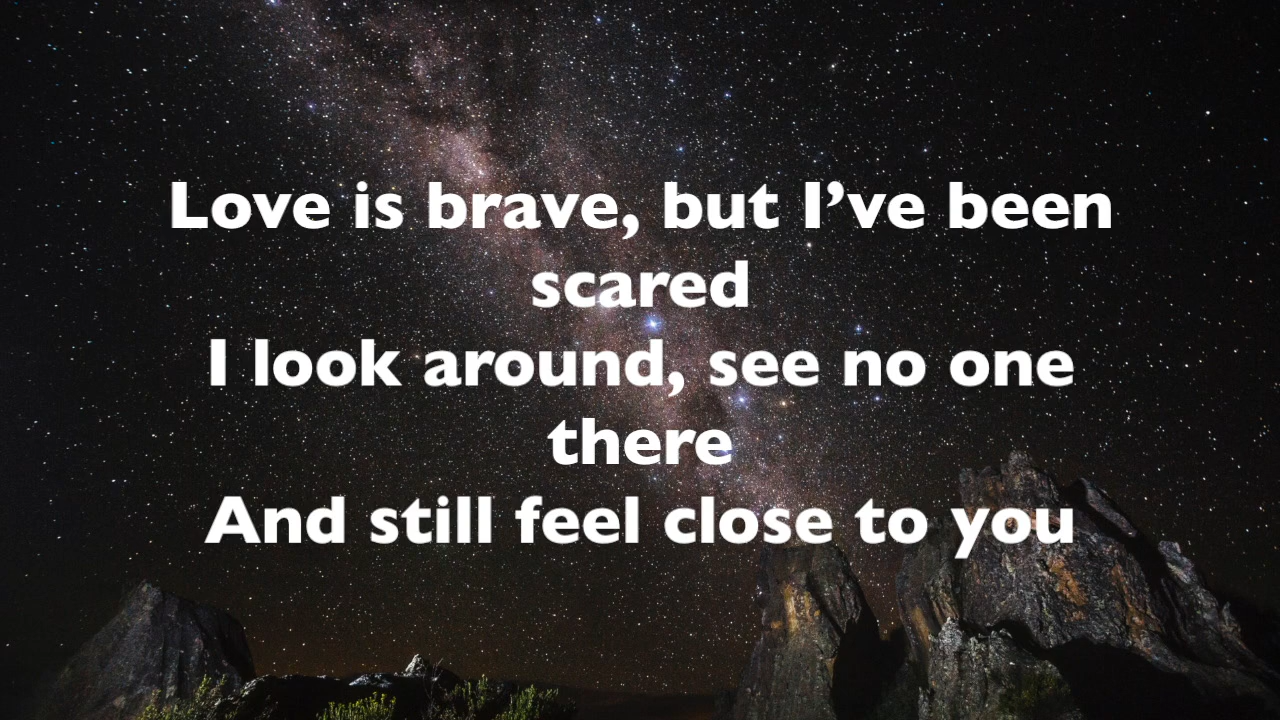 Love is brave, but I’ve been
scared
I look around, see no one
there
And still feel close to you